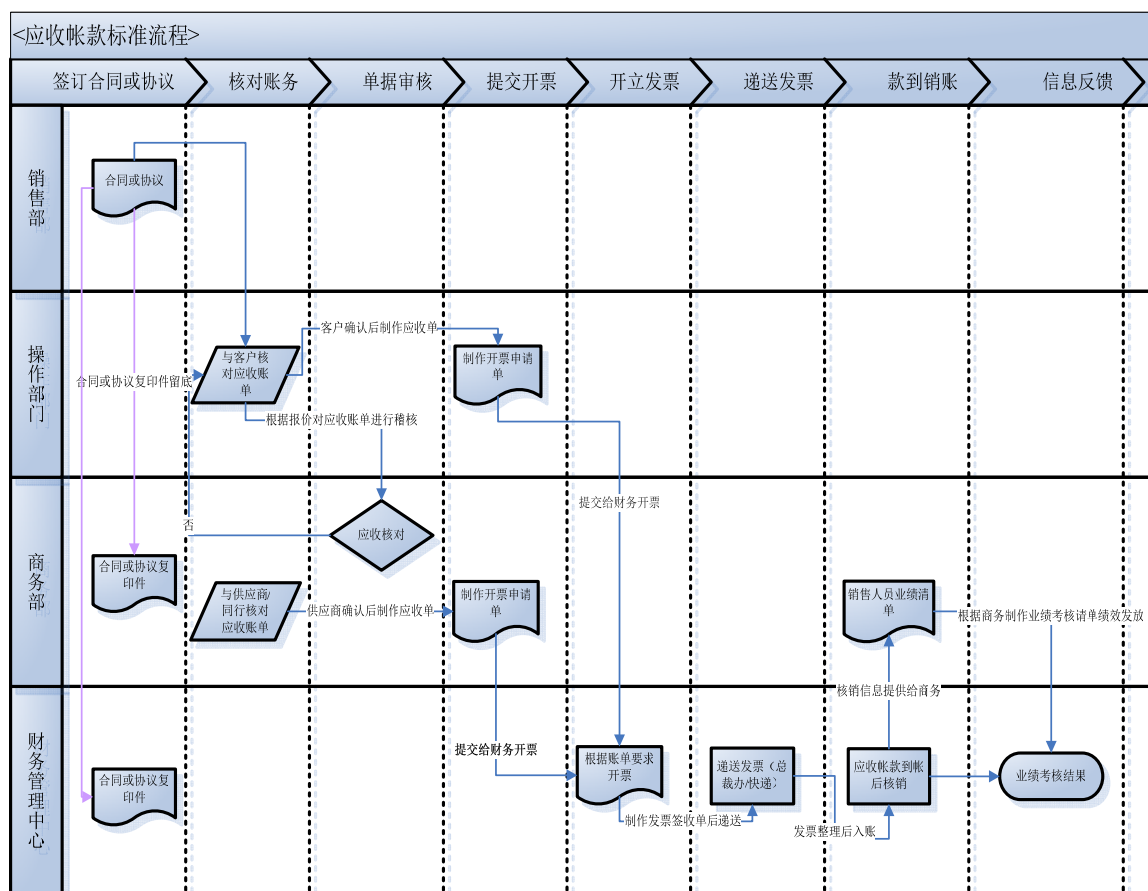 <应收帐款标准流程>
签订合同或协议
核对账务
单据审核
提交开票
开立发票
递送发票
款到销账
信息反馈
销售部
合同或协议
操作部门
与客户核
对应收账
单
客户确认后制作应收单
制作开票申请
单
合同或协议复印件留底
根据报价对应收账单进行稽核
提交给财务开票
商务部
否
应收核对
合同或协议复
印件
与供应商/
同行核对
应收账单
供应商确认后制作应收单
制作开票申请
单
销售人员业绩清
单
根据商务制作业绩考核请单绩效发放
核销信息提供给商务
财务管理中心
提交给财务开票
合同或协议复
印件
根据账单要求
开票
递送发票（总
裁办/快递）
应收帐款到帐
后核销
业绩考核结果
制作发票签收单后递送
发票整理后入账